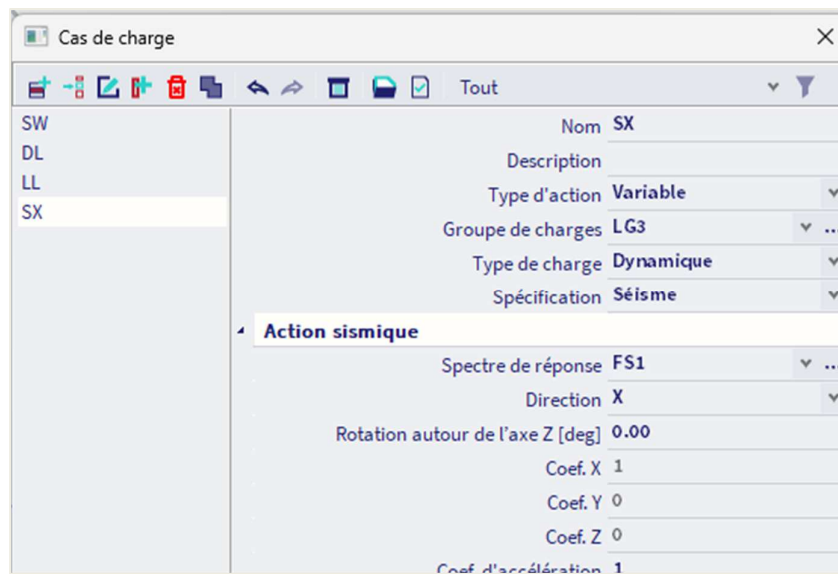 Cas de charge
Tout
SW
DL
LL
SX
Nom SX
Description
Type d'action Variable
Groupe de charges LG3 ...
Type de charge Dynamique
Spécification Séisme
Action sismique
Spectre de réponse FS1 ...
Direction X
Rotation autour de l'axe Z [deg] 0.00
Coef. X 1
Coef. Y 0
Coef. Z 0
Coef. d'accélération 1